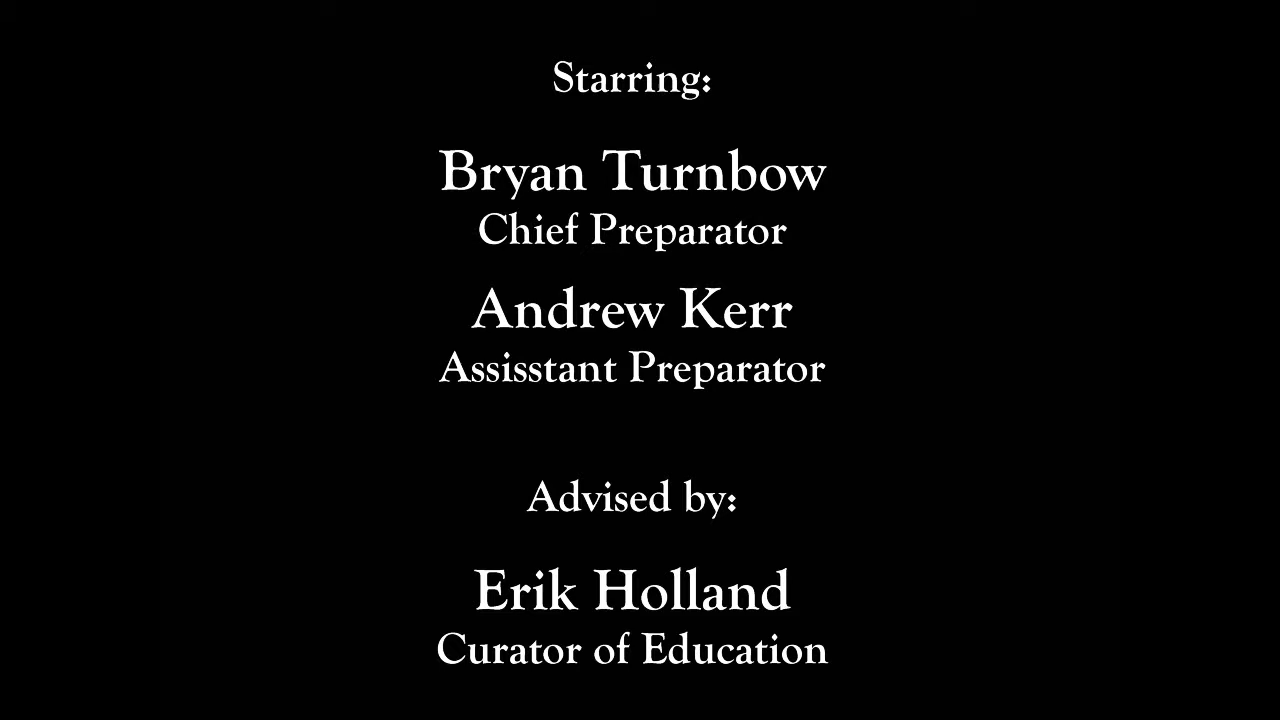 Starring:
Bryan Turnbow
Chief Preparator
Andrew Kerr
Assisstant Preparator
Advised by:
Erik Holland
Curator of Education